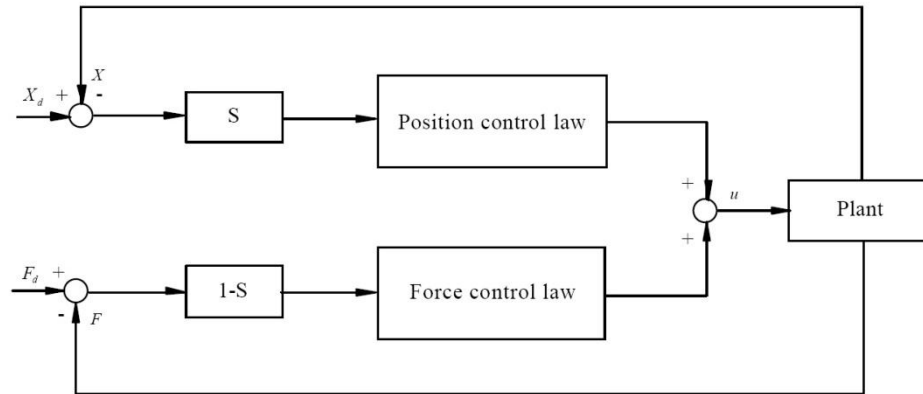 X
X_d + -
S
Position control law
+
u
Plant
+
F_d +
1-S
Force control law
- F